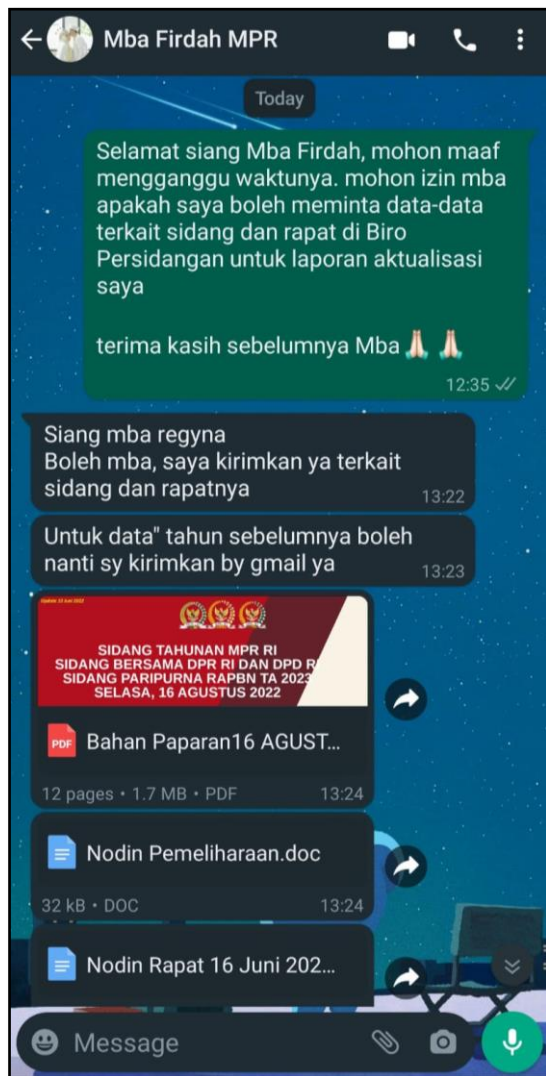 Mba Firdah MPR
Today
Selamat siang Mba Firdah, mohon maaf
mengganggu waktunya. mohon izin mba
apakah saya boleh meminta data-data
terkait sidang dan rapat di Biro
Persidangan untuk laporan aktualisasi
saya
terima kasih sebelumnya Mba 🙏🏻 🙏🏻
12:35
Siang mba regyna
Boleh mba, saya kirimkan ya terkait
sidang dan rapatnya
13:22
Untuk data" tahun sebelumnya boleh
nanti sy kirimkan by gmail ya
13:23
SIDANG TAHUNAN MPR RI
SIDANG BERSAMA DPR RI DAN DPD R
SIDANG PARIPURNA RAPBN TA 2023
SELASA, 16 AGUSTUS 2022
PDF
Bahan Paparan16 AGUST...
12 pages • 1.7 MB • PDF 13:24
Nodin Pemeliharaan.doc
32 kB • DOC 13:24
Nodin Rapat 16 Juni 202...
Message